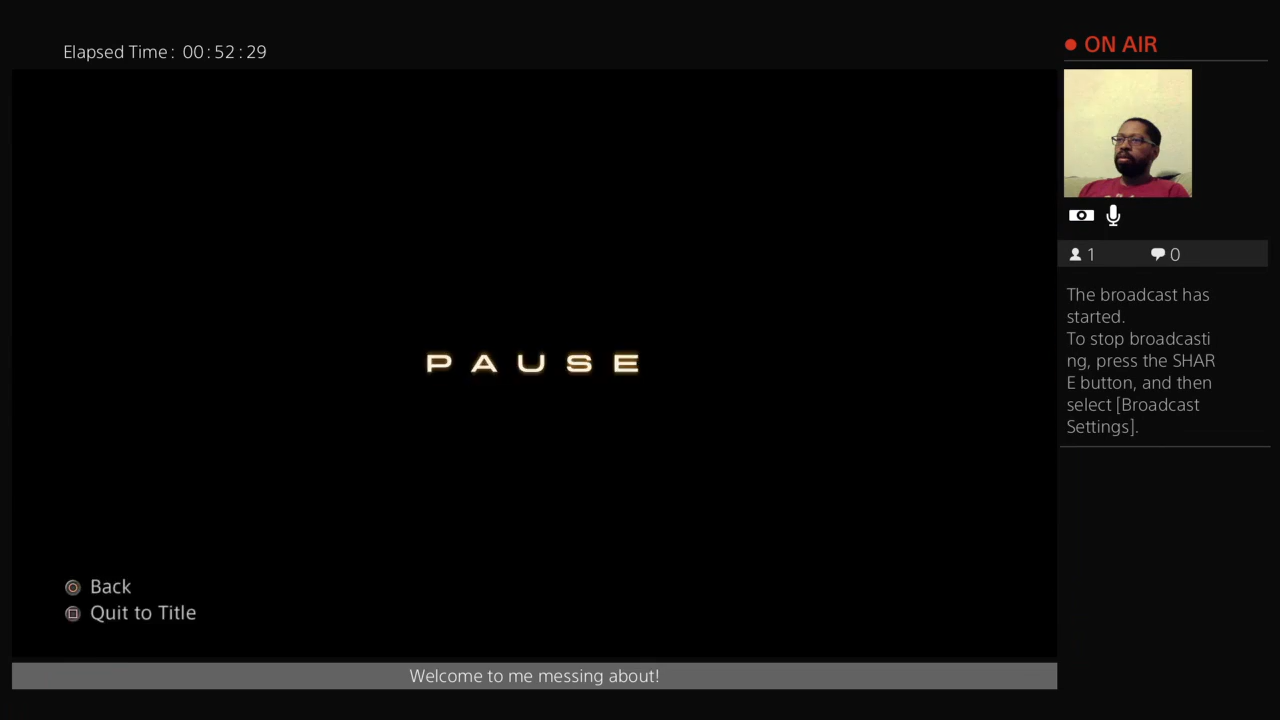 Elapsed Time: 00:52:29
ON AIR
1 0
The broadcast has
started.
To stop broadcasti
ng, press the SHAR
E button, and then
select [Broadcast
Settings].
PAUSE
Back
Quit to Title
Welcome to me messing about!